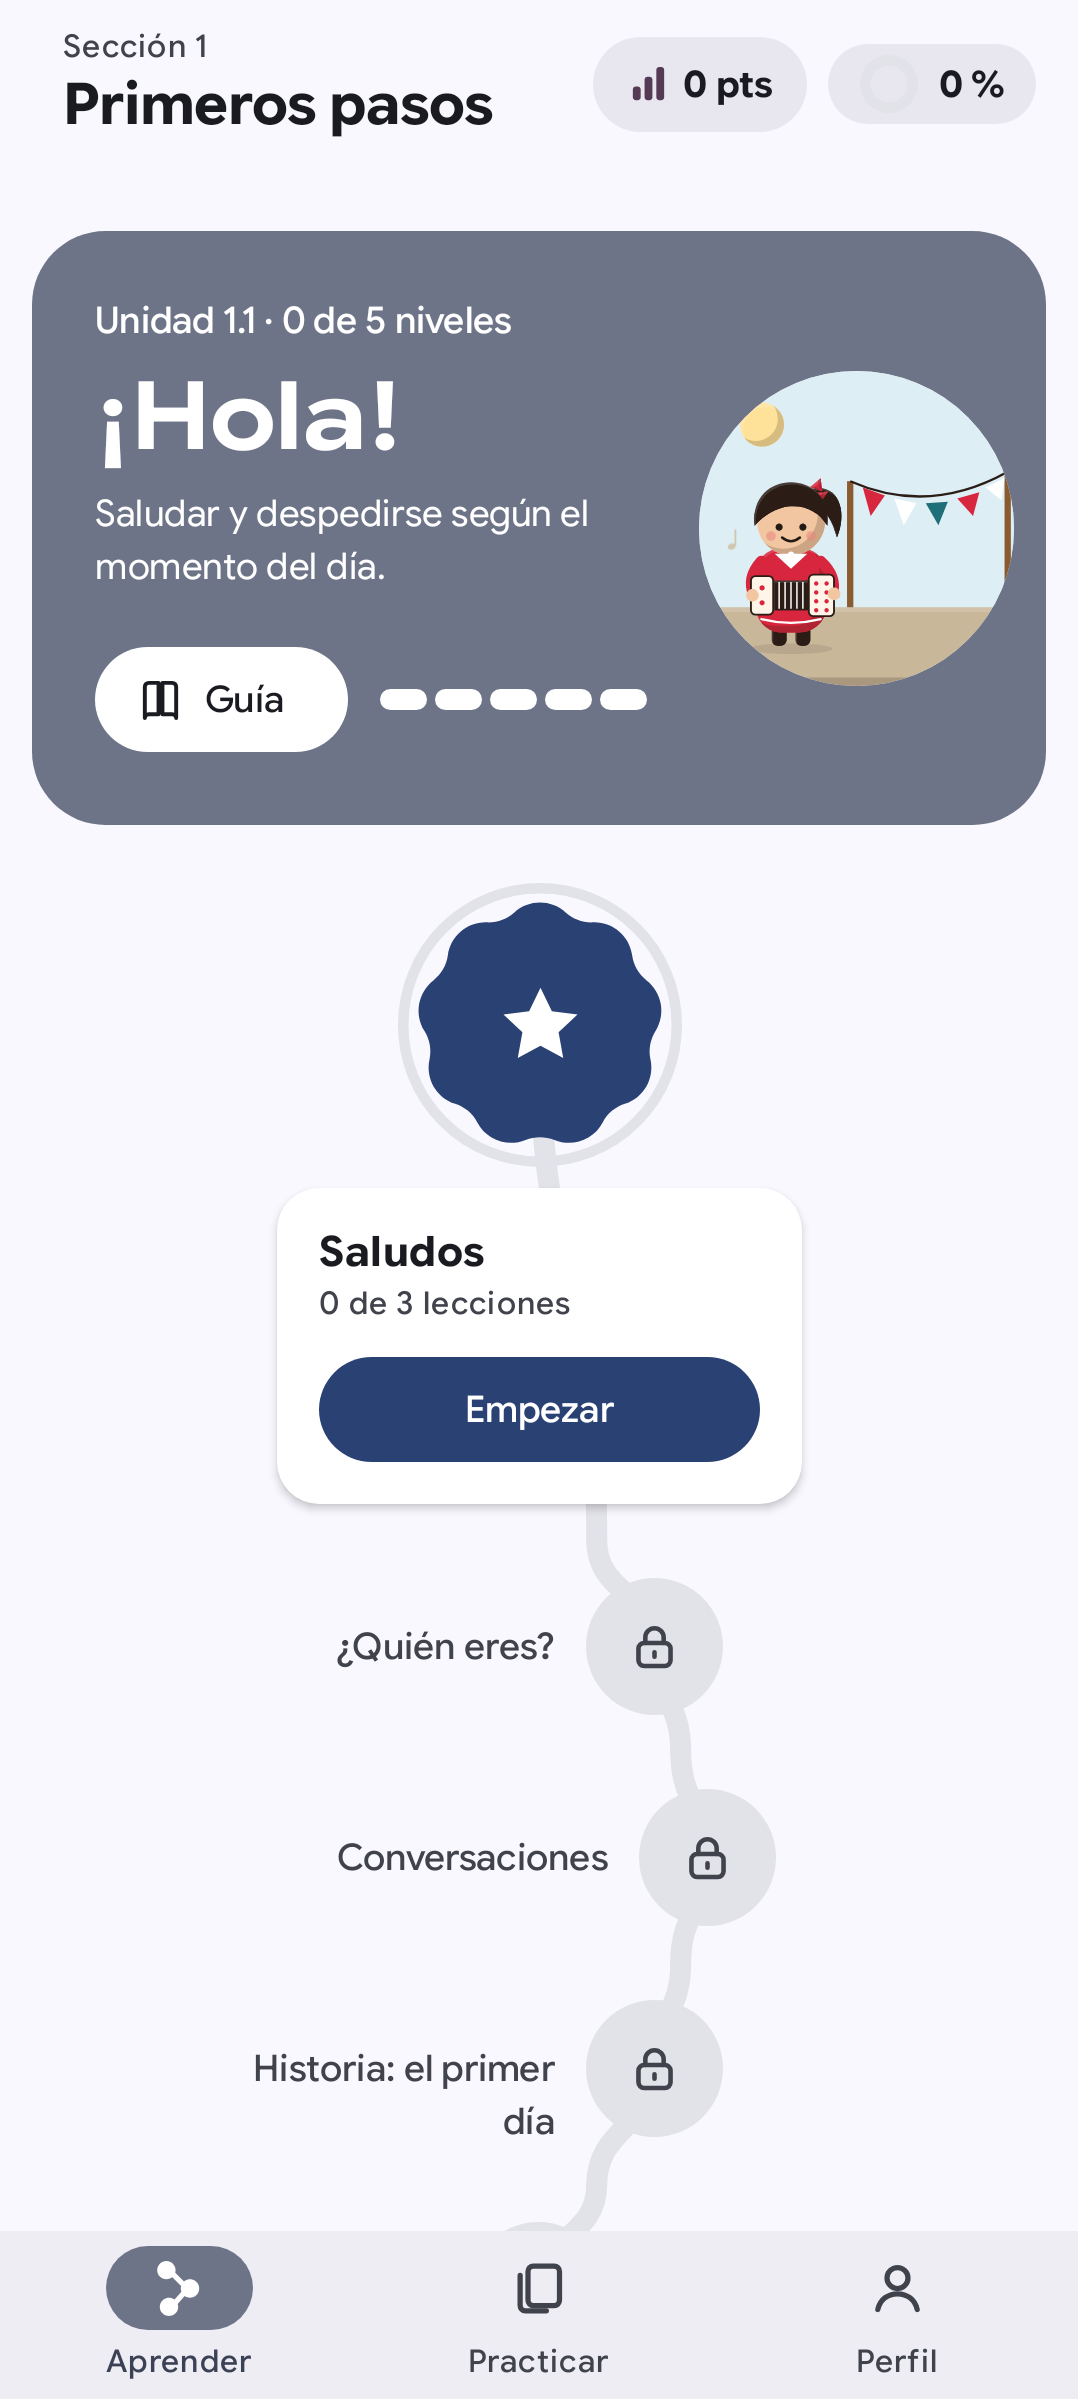 Sección 1
Primeros pasos
0 pts
0 %
Unidad 1.1 · 0 de 5 niveles
¡Hola!
Saludar y despedirse según el
momento del día.
Guía
Saludos
0 de 3 lecciones
Empezar
¿Quién eres?
Conversaciones
Historia: el primer
día
Aprender
Practicar
Perfil